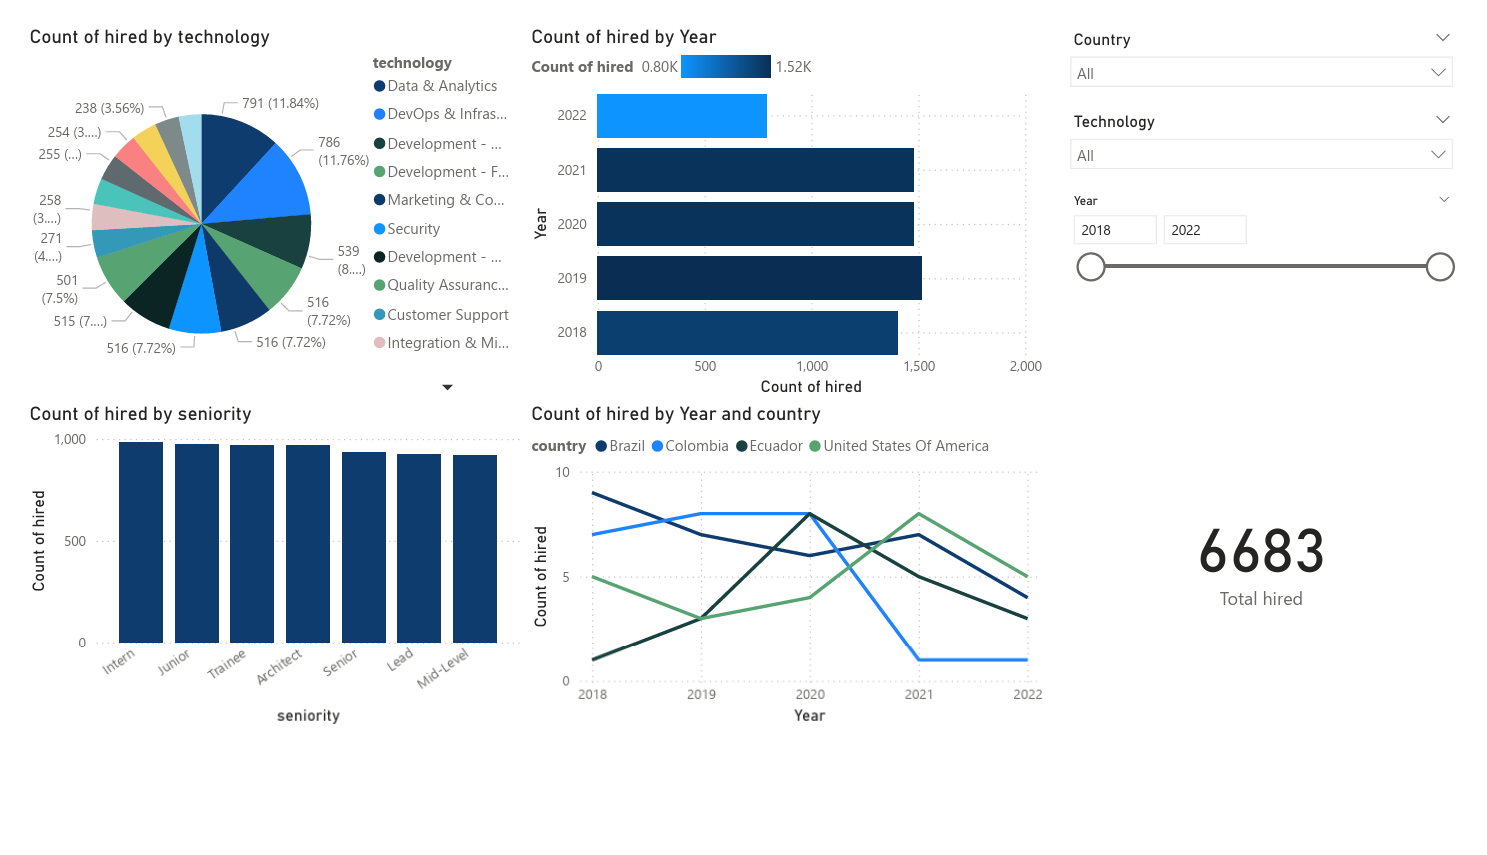 Count of hired by technology
technology
Data & Analytics
DevOps & Infras...
Development - ...
Development - F...
Marketing & Co...
Security
Development - ...
Quality Assuranc...
Customer Support
Integration & Mi...
791 (11.84%)
786
(11.76%)
539
(8....)
516
(7.72%)
516 (7.72%)
516 (7.72%)
515 (7....)
501
(7.5%)
271
(4....)
258
(3....)
255 (...)
254 (3....)
238 (3.56%)
Count of hired by Year
Count of hired 0.80K 1.52K
Year
2022
2021
2020
2019
2018
0 500 1,000 1,500 2,000
Count of hired
Country
All
Technology
All
Year
2018 2022
Count of hired by seniority
Count of hired
1,000
500
0
Intern Junior Trainee Architect Senior Lead Mid-Level
seniority
Count of hired by Year and country
country Brazil Colombia Ecuador United States Of America
Count of hired
10
5
0
2018 2019 2020 2021 2022
Year
6683
Total hired